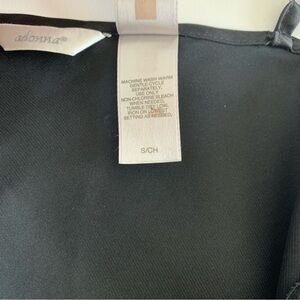 adonna®
MACHINE WASH WARM
GENTLE CYCLE
SEPARATELY.
USE ONLY
NON-CHLORINE BLEACH
WHEN NEEDED.
TUMBLE DRY LOW.
IRON ON LOWEST
SETTING AS NEEDED.
S/CH